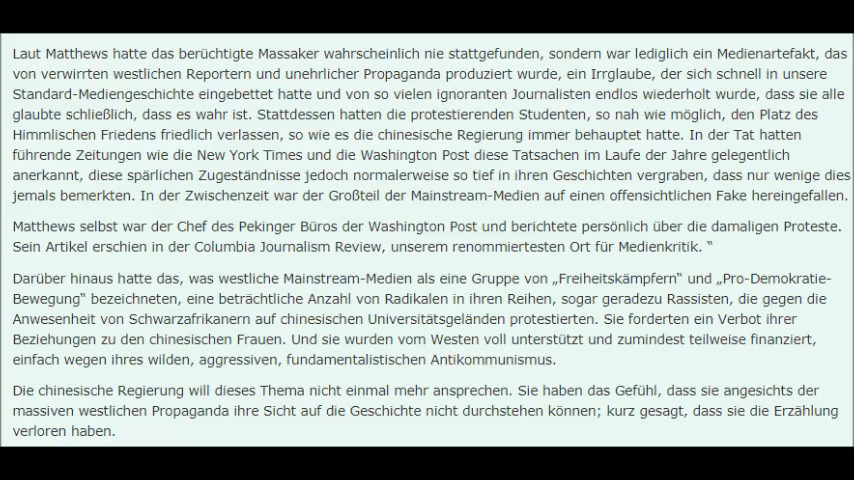 Laut Matthews hatte das berüchtigte Massaker wahrscheinlich nie stattgefunden, sondern war lediglich ein Medienartefakt, das
von verwirrten westlichen Reportern und unehrlicher Propaganda produziert wurde, ein Irrglaube, der sich schnell in unsere
Standard-Mediengeschichte eingebettet hatte und von so vielen ignoranten Journalisten endlos wiederholt wurde, dass sie alle
glaubte schließlich, dass es wahr ist. Stattdessen hatten die protestierenden Studenten, so nah wie möglich, den Platz des
Himmlischen Friedens friedlich verlassen, so wie es die chinesische Regierung immer behauptet hatte. In der Tat hatten
führende Zeitungen wie die New York Times und die Washington Post diese Tatsachen im Laufe der Jahre gelegentlich
anerkannt, diese spärlichen Zugeständnisse jedoch normalerweise so tief in ihren Geschichten vergraben, dass nur wenige dies
jemals bemerkten. In der Zwischenzeit war der Großteil der Mainstream-Medien auf einen offensichtlichen Fake hereingefallen.
Matthews selbst war der Chef des Pekinger Büros der Washington Post und berichtete persönlich über die damaligen Proteste.
Sein Artikel erschien in der Columbia Journalism Review, unserem renommiertesten Ort für Medienkritik. “
Darüber hinaus hatte das, was westliche Mainstream-Medien als eine Gruppe von „Freiheitskämpfern“ und „Pro-Demokratie-
Bewegung“ bezeichneten, eine beträchtliche Anzahl von Radikalen in ihren Reihen, sogar geradezu Rassisten, die gegen die
Anwesenheit von Schwarzafrikanern auf chinesischen Universitätsgeländen protestierten. Sie forderten ein Verbot ihrer
Beziehungen zu den chinesischen Frauen. Und sie wurden vom Westen voll unterstützt und zumindest teilweise finanziert,
einfach wegen ihres wilden, aggressiven, fundamentalistischen Antikommunismus.
Die chinesische Regierung will dieses Thema nicht einmal mehr ansprechen. Sie haben das Gefühl, dass sie angesichts der
massiven westlichen Propaganda ihre Sicht auf die Geschichte nicht durchstehen können; kurz gesagt, dass sie die Erzählung
verloren haben.